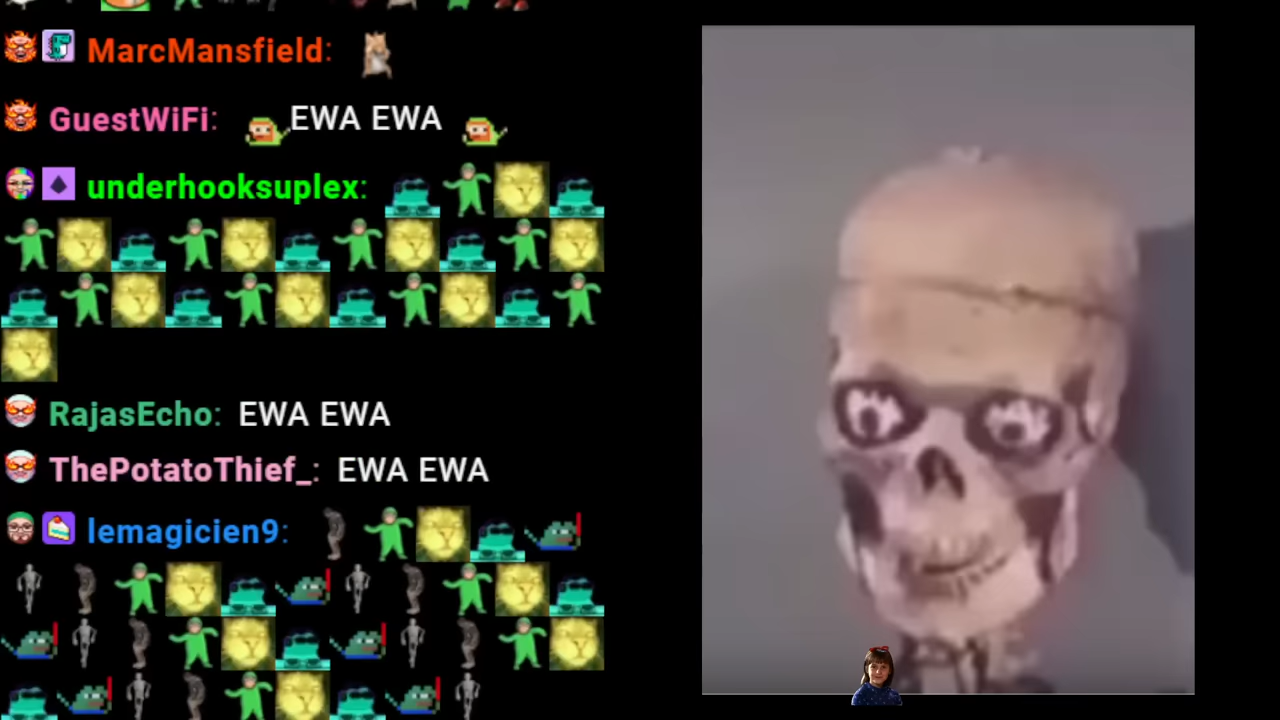 MarcMansfield:
GuestWiFi: EWA EWA
underhooksuplex:
RajasEcho: EWA EWA
ThePotatoThief_: EWA EWA
lemagicien9: